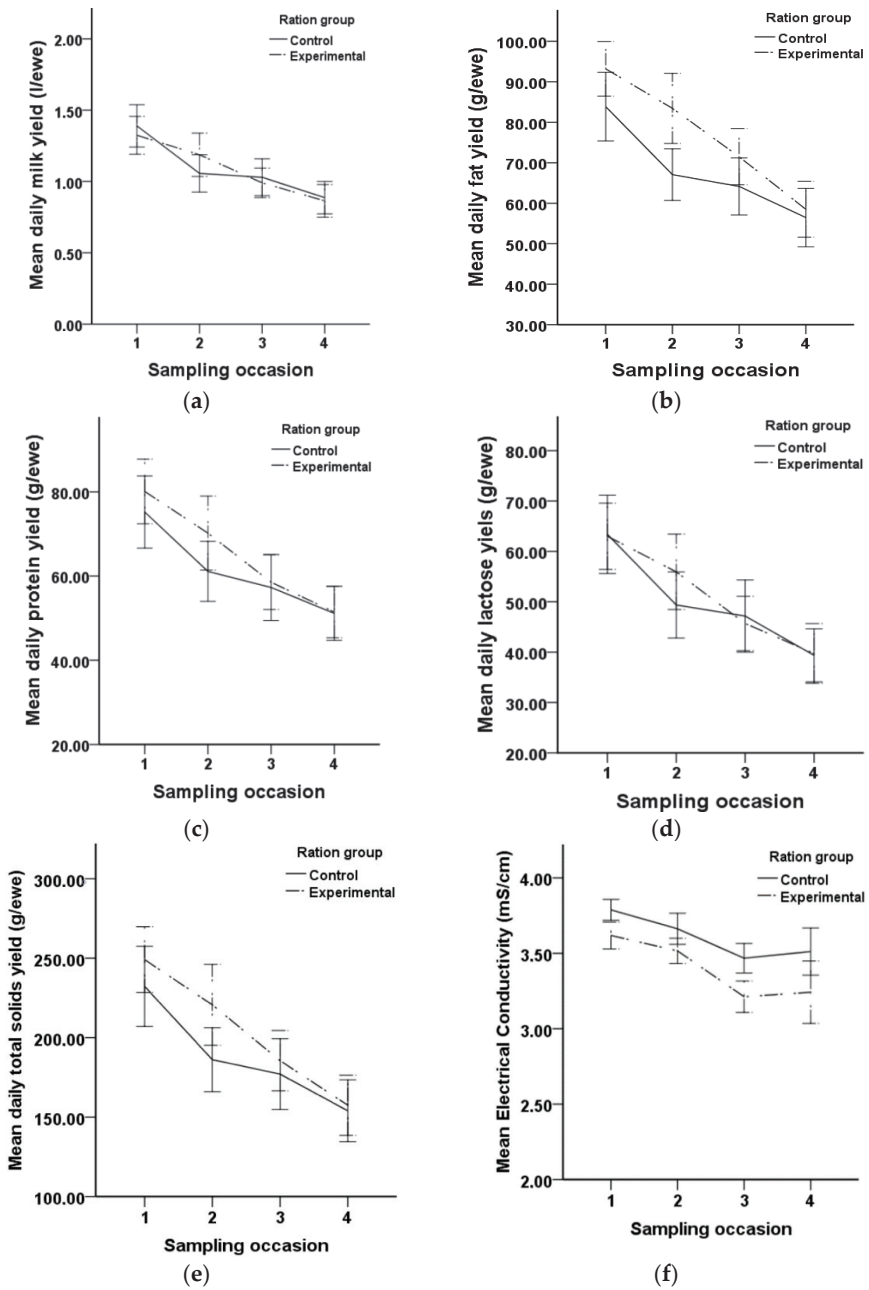 Mean daily milk yield (l/ewe)
2.00
1.50
1.00
0.50
0.00
Ration group
Control
Experimental
1 2 3 4
Sampling occasion
(a)
Mean daily fat yield (g/ewe)
100.00
90.00
80.00
70.00
60.00
50.00
40.00
30.00
Ration group
Control
Experimental
1 2 3 4
Sampling occasion
(b)
Mean daily protein yield (g/ewe)
80.00
60.00
40.00
20.00
Ration group
Control
Experimental
1 2 3 4
Sampling occasion
(c)
Mean daily lactose yiels (g/ewe)
80.00
70.00
60.00
50.00
40.00
30.00
20.00
Ration group
Control
Experimental
1 2 3 4
Sampling occasion
(d)
Mean daily total solids yield (g/ewe)
300.00
250.00
200.00
150.00
100.00
Ration group
Control
Experimental
1 2 3 4
Sampling occasion
(e)
Mean Electrical Conductivity (mS/cm)
4.00
3.50
3.00
2.50
2.00
Ration group
Control
Experimental
1 2 3 4
Sampling occasion
(f)